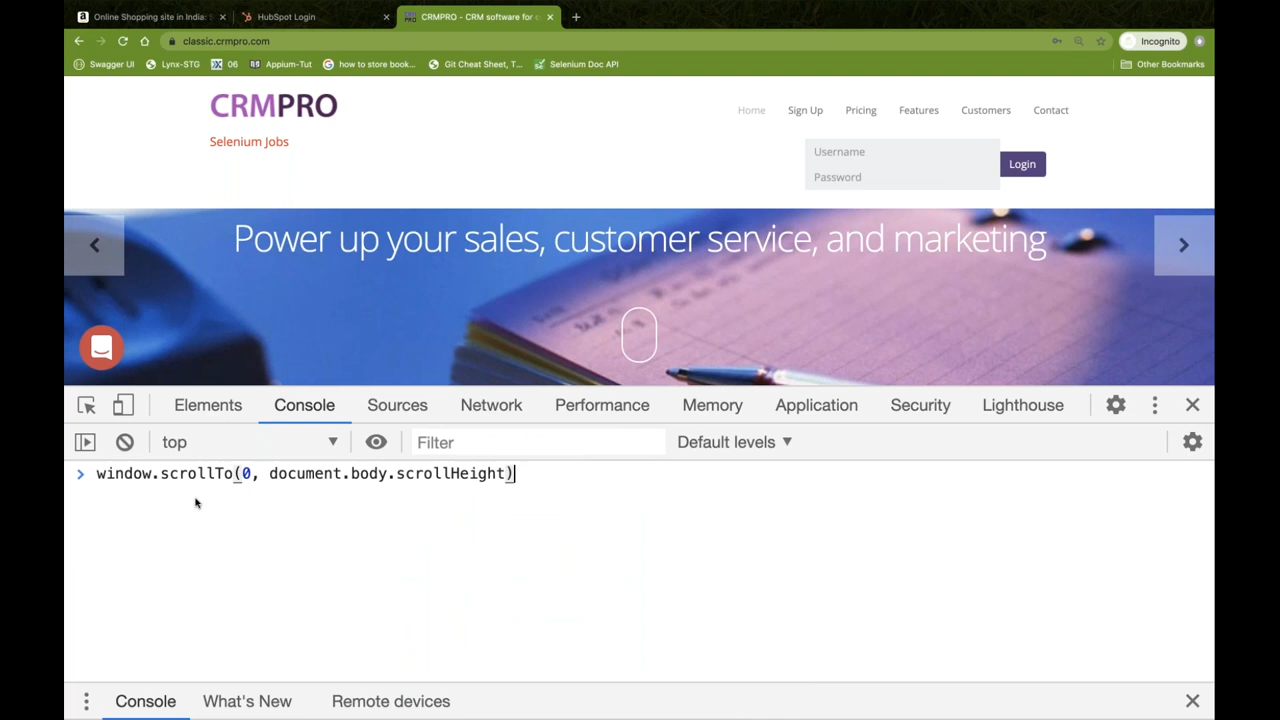 Online Shopping site in India:
HubSpot Login
CRMPRO - CRM software for c
classic.crmpro.com
Incognito
Swagger UI
Lynx-STG
06
Appium-Tut
how to store book...
Git Cheat Sheet, T...
Selenium Doc API
Other Bookmarks
CRMPRO
Home
Sign Up
Pricing
Features
Customers
Contact
Selenium Jobs
Username
Password
Login
Power up your sales, customer service, and marketing
Elements
Console
Sources
Network
Performance
Memory
Application
Security
Lighthouse
top
Filter
Default levels
window.scrollTo(0, document.body.scrollHeight)
Console
What's New
Remote devices